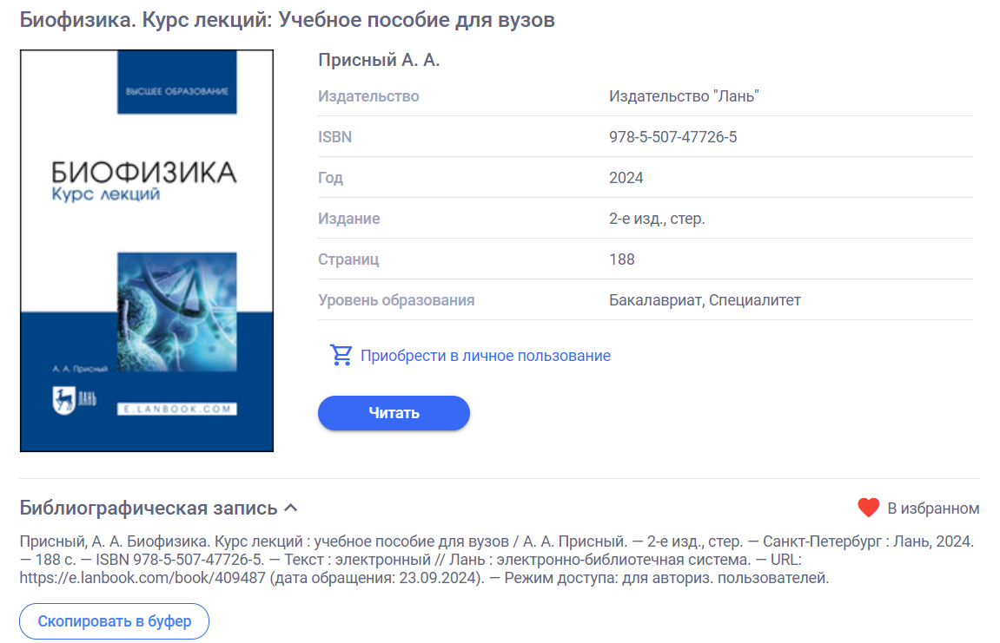 Биофизика. Курс лекций: Учебное пособие для вузов
ВЫСШЕЕ ОБРАЗОВАНИЕ
БИОФИЗИКА
Курс лекций
А. А. Присный
ЛАНЬ
E.LANBOOK.COM
Присный А. А.
Издательство Издательство "Лань"
ISBN 978-5-507-47726-5
Год 2024
Издание 2-е изд., стер.
Страниц 188
Уровень образования Бакалавриат, Специалитет
Приобрести в личное пользование
Читать
Библиографическая запись
В избранном
Присный, А. А. Биофизика. Курс лекций : учебное пособие для вузов / А. А. Присный. — 2-е изд., стер. — Санкт-Петербург : Лань, 2024.
— 188 с. — ISBN 978-5-507-47726-5. — Текст : электронный // Лань : электронно-библиотечная система. — URL:
https://e.lanbook.com/book/409487 (дата обращения: 23.09.2024). — Режим доступа: для авториз. пользователей.
Скопировать в буфер